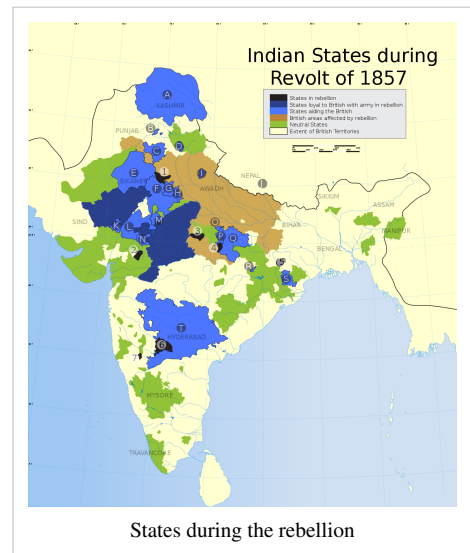 Indian States during
Revolt of 1857
States in rebellion
States loyal to British with army in rebellion
States aiding the British
British areas affected by rebellion
Neutral States
Extent of British Territories
A
KASHMIR
B
PUNJAB
C
D
E
1
I
NEPAL
J
BIKANER
F
G
H
AWADH
SIKKIM
ASSAM
SIND
K
L
M
O
BIHAR
MANIPUR
N
2
3
P
Q
4
BENGAL
R
5
S
T
HYDERABAD
6
7
MYSORE
TRAVANCORE
States during the rebellion